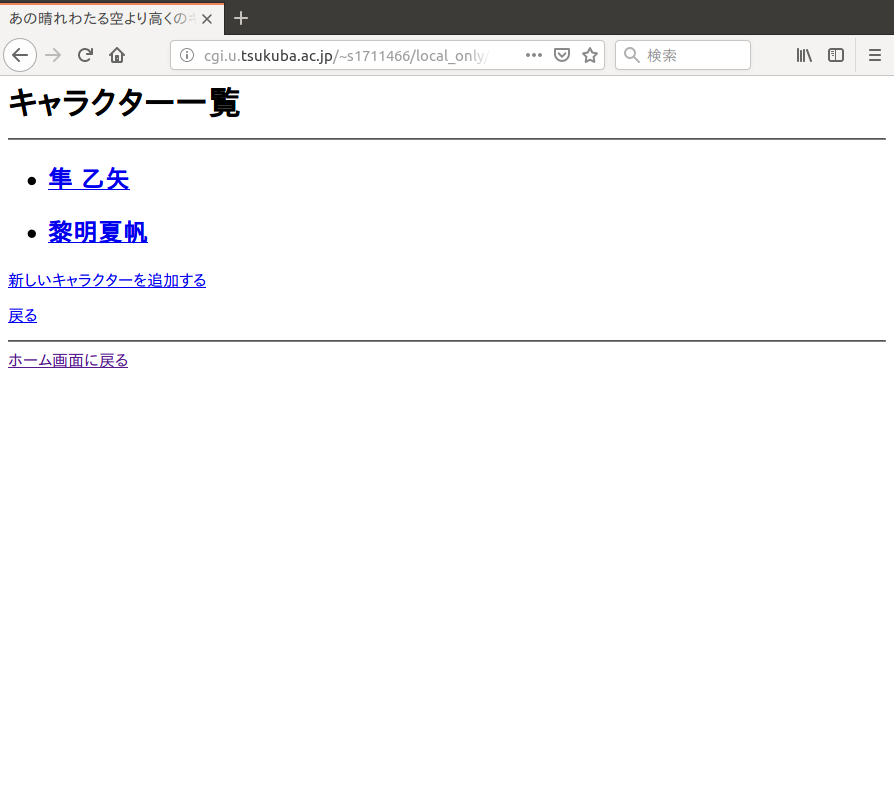 あの晴れわたる空より高くの
cgi.u.tsukuba.ac.jp/~s1711466/local_only/
検索
キャラクター一覧
隼 乙矢
黎明夏帆
新しいキャラクターを追加する
戻る
ホーム画面に戻る